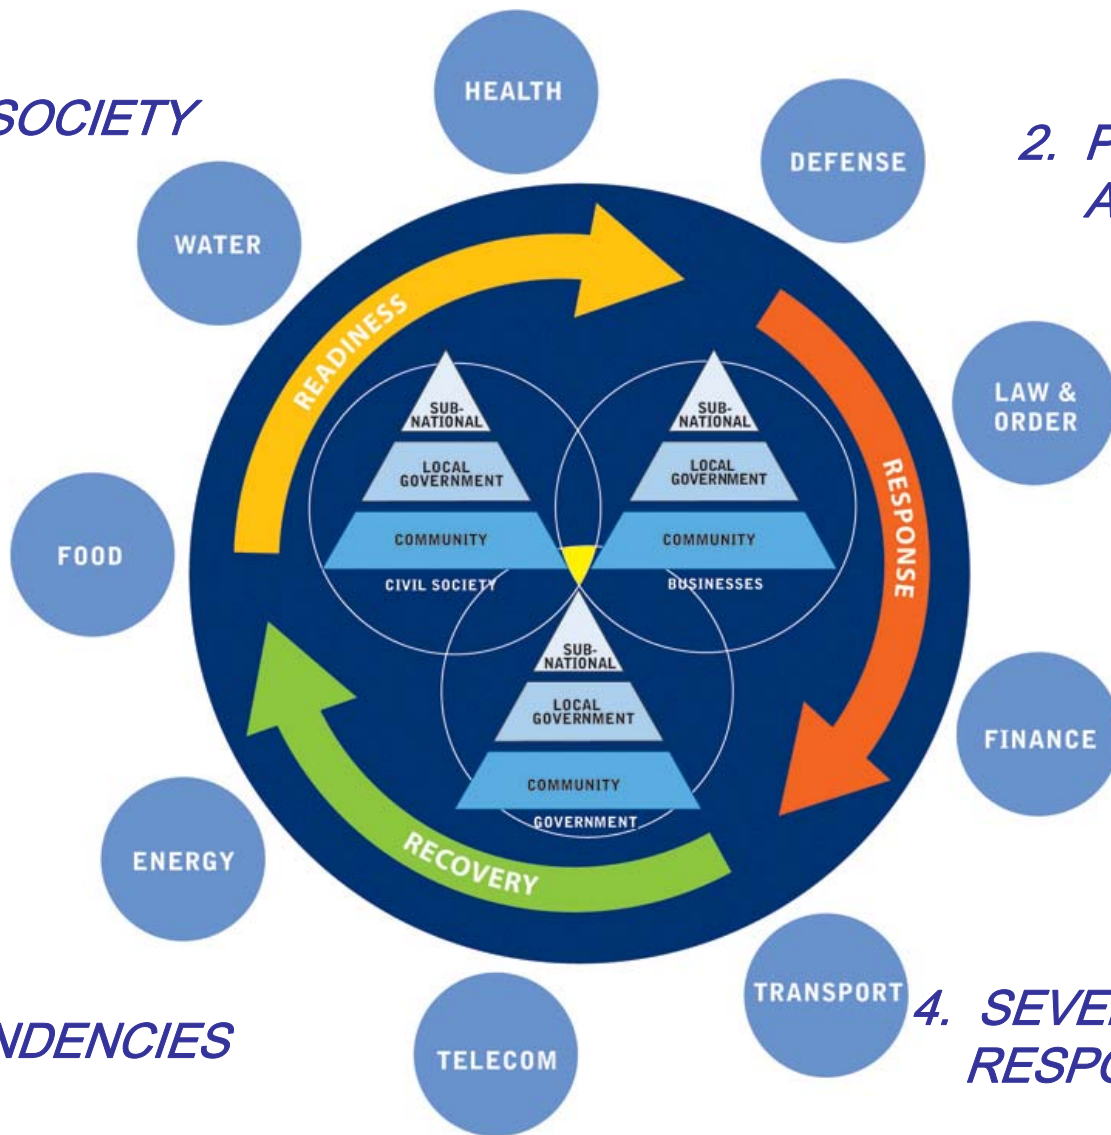 HEALTH
SOCIETY
DEFENSE
2. P
A
WATER
READINESS
LAW &
ORDER
SUB-
NATIONAL
LOCAL
GOVERNMENT
COMMUNITY
CIVIL SOCIETY
SUB-
NATIONAL
LOCAL
GOVERNMENT
COMMUNITY
BUSINESSES
RESPONSE
FOOD
SUB-
NATIONAL
LOCAL
GOVERNMENT
COMMUNITY
GOVERNMENT
FINANCE
RECOVERY
ENERGY
TRANSPORT
4. SEVE
RESPO
NDENCIES
TELECOM